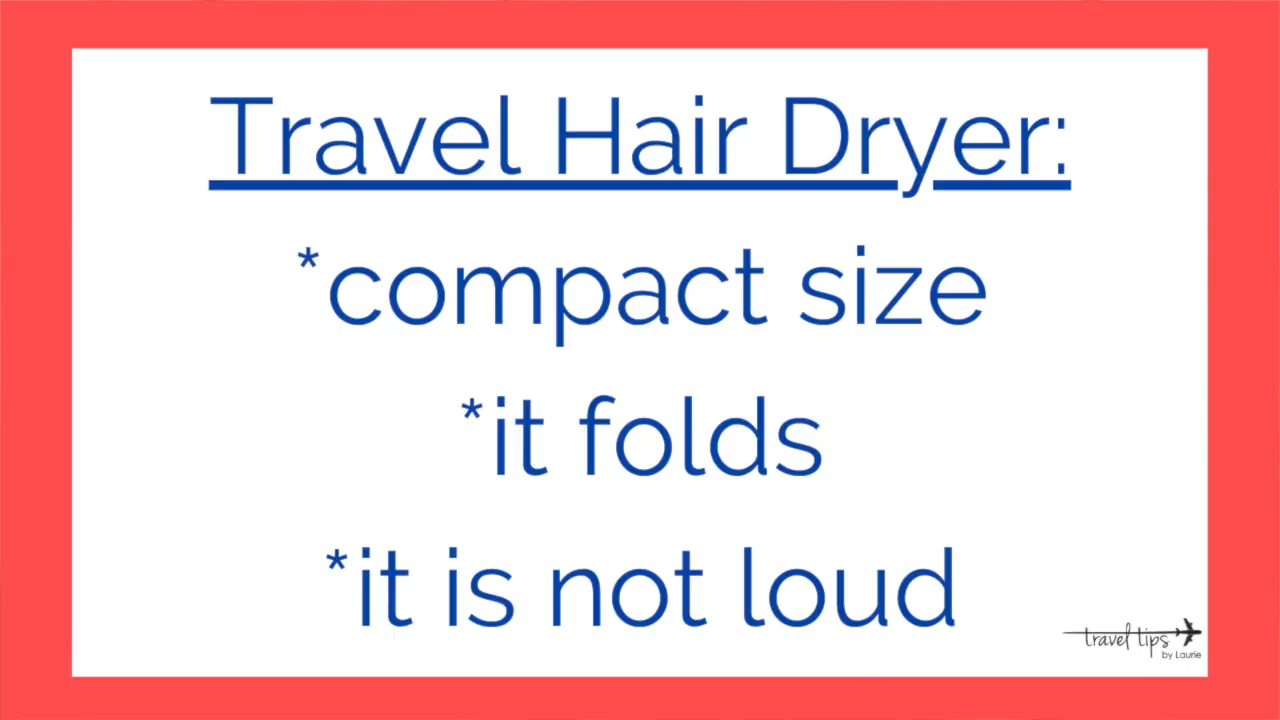 Travel Hair Dryer:
*compact size
*it folds
*it is not loud
travel tips
by Laurie